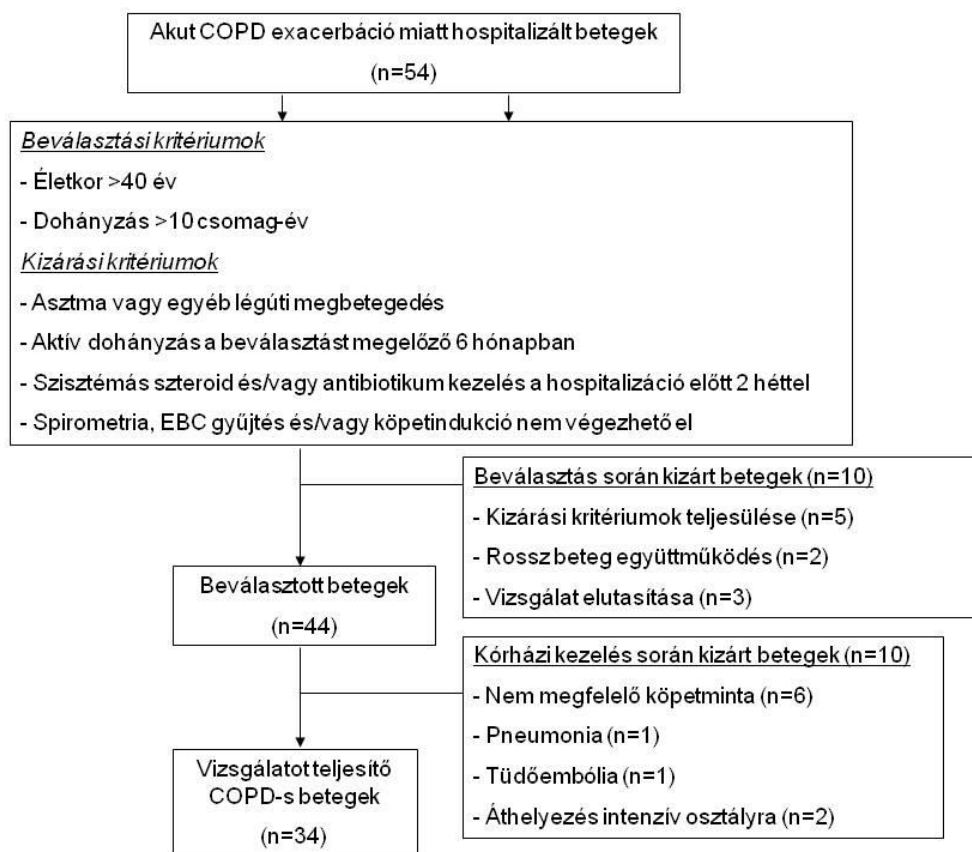 Akut COPD exacerbáció miatt hospitalizált betegek
(n=54)
Beválasztási kritériumok
- Életkor >40 év
- Dohányzás >10 csomag-év
Kizárási kritériumok
- Asztma vagy egyéb légúti megbetegedés
- Aktív dohányzás a beválasztást megelőző 6 hónapban
- Szisztémás szteroid és/vagy antibiotikum kezelés a hospitalizáció előtt 2 héttel
- Spirometria, EBC gyűjtés és/vagy köpetindukció nem végezhető el
Beválasztás során kizárt betegek (n=10)
- Kizárási kritériumok teljesülése (n=5)
- Rossz beteg együttműködés (n=2)
- Vizsgálat elutasítása (n=3)
Beválasztott betegek
(n=44)
Kórházi kezelés során kizárt betegek (n=10)
- Nem megfelelő köpetminta (n=6)
- Pneumonia (n=1)
- Tüdőembólia (n=1)
- Áthelyezés intenzív osztályra (n=2)
Vizsgálatot teljesítő
COPD-s betegek
(n=34)